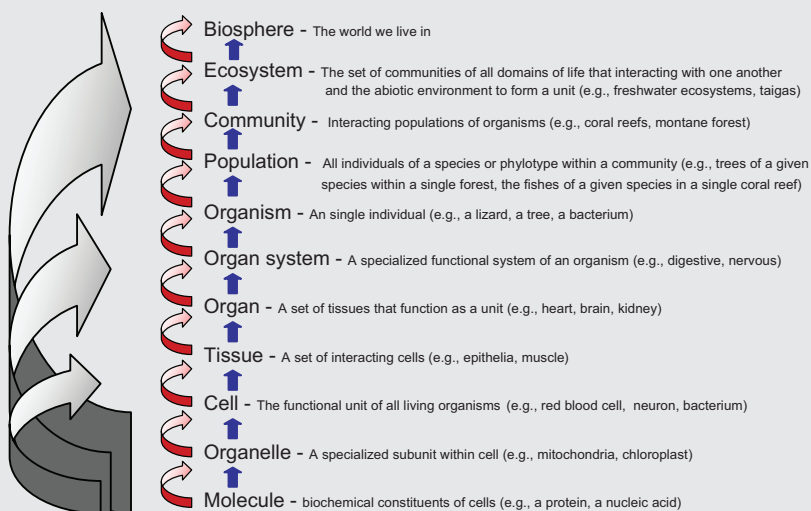 Biosphere - The world we live in
Ecosystem - The set of communities of all domains of life that interacting with one another
and the abiotic environment to form a unit (e.g., freshwater ecosystems, taigas)
Community - Interacting populations of organisms (e.g., coral reefs, montane forest)
Population - All individuals of a species or phylotype within a community (e.g., trees of a given
species within a single forest, the fishes of a given species in a single coral reef)
Organism - An single individual (e.g., a lizard, a tree, a bacterium)
Organ system - A specialized functional system of an organism (e.g., digestive, nervous)
Organ - A set of tissues that function as a unit (e.g., heart, brain, kidney)
Tissue - A set of interacting cells (e.g., epithelia, muscle)
Cell - The functional unit of all living organisms (e.g., red blood cell, neuron, bacterium)
Organelle - A specialized subunit within cell (e.g., mitochondria, chloroplast)
Molecule - biochemical constituents of cells (e.g., a protein, a nucleic acid)